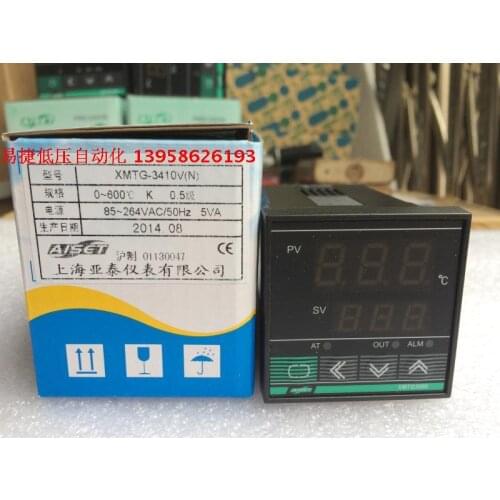 易捷低压自动化 13958626193
型号 XMTG-3410V(N)
规格 0~600℃ K 0.5级
电源 85~264VAC/50Hz 5VA
生产日期 2014 08
AISET 沪制 01130047 CE
上海亚泰仪表有限公司
PV
℃
SV
AT OUT ALM